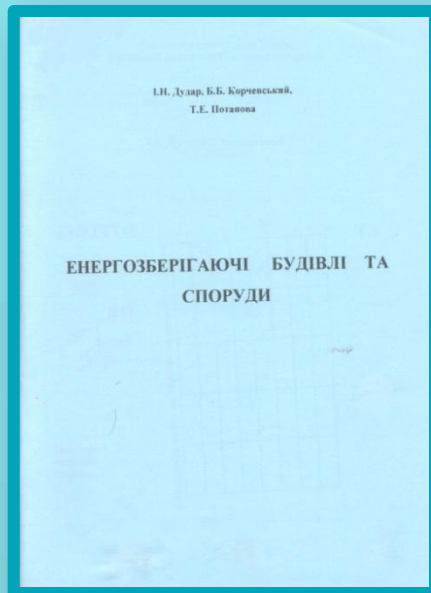 І.Н. Дудар, Б.Б. Корчевський,
Т.Е. Потапова
ЕНЕРГОЗБЕРІГАЮЧІ БУДІВЛІ ТА
СПОРУДИ